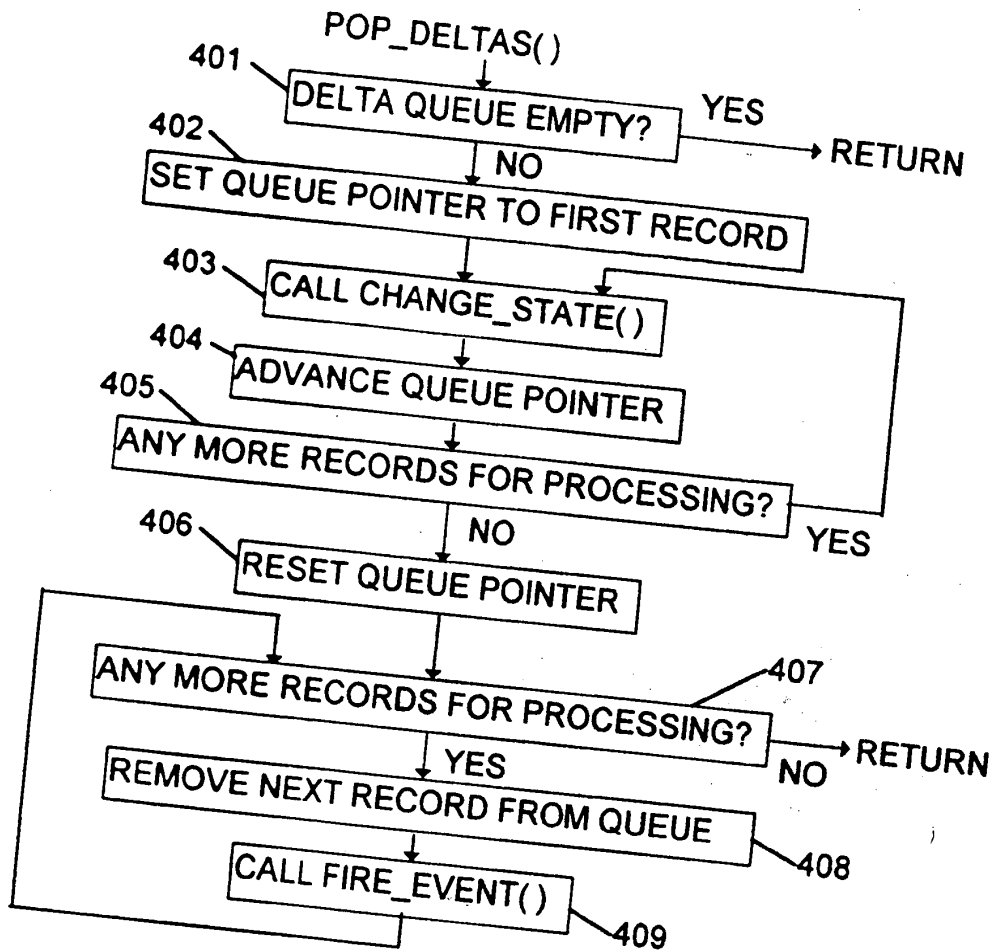 POP_DELTAS()
401
DELTA QUEUE EMPTY?
YES
RETURN
402
NO
SET QUEUE POINTER TO FIRST RECORD
403
CALL CHANGE_STATE()
404
ADVANCE QUEUE POINTER
405
ANY MORE RECORDS FOR PROCESSING?
YES
NO
406
RESET QUEUE POINTER
407
ANY MORE RECORDS FOR PROCESSING?
RETURN
NO
YES
REMOVE NEXT RECORD FROM QUEUE
408
CALL FIRE_EVENT()
409